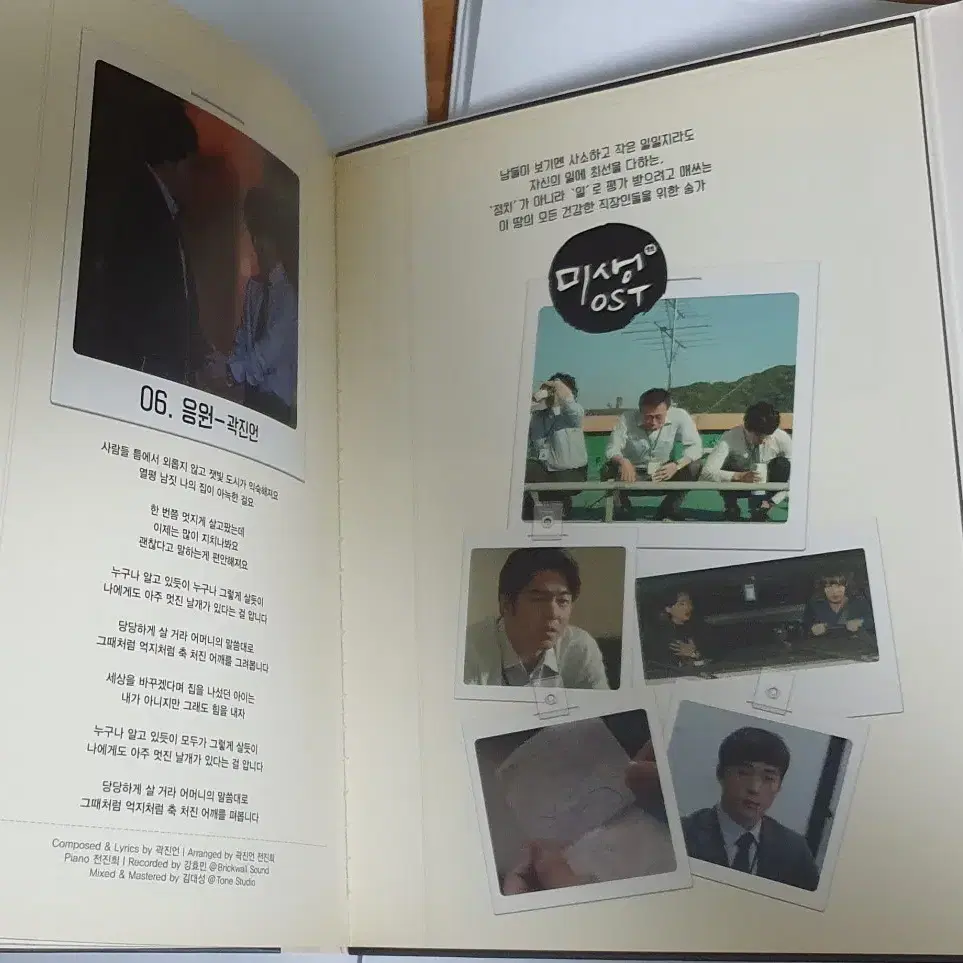 06. 응원-곽진언
사람들 틈에서 외롭지 않고 잿빛 도시가 익숙해져요
열평 남짓 나의 집이 아늑한 걸요
한 번쯤 멋지게 살고팠는데
이제는 많이 지치나봐요
괜찮다고 말하는게 편안해져요
누구나 알고 있듯이 누구나 그렇게 살듯이
나에게도 아주 멋진 날개가 있다는 걸 압니다
당당하게 살 거라 어머니의 말씀대로
그때처럼 억지처럼 축 처진 어깨를 그려봅니다
세상을 바꾸겠다며 집을 나섰던 아이는
내가 아니지만 그래도 힘을 내자
누구나 알고 있듯이 모두가 그렇게 살듯이
나에게도 아주 멋진 날개가 있다는 걸 압니다
당당하게 살 거라 어머니의 말씀대로
그때처럼 억지처럼 축 처진 어깨를 펴봅니다
Composed & Lyrics by 곽진언 | Arranged by 곽진언 전진희
Piano 전진희 | Recorded by 강효민 @Brickwall Sound
Mixed & Mastered by 김대성 @Tone Studio
남들이 보기엔 사소하고 작은 일일지라도
자신의 일에 최선을 다하는,
'정치'가 아니라 '일'로 평가 받으려고 애쓰는
이 땅의 모든 건강한 직장인들을 위한 송가
미생
OST